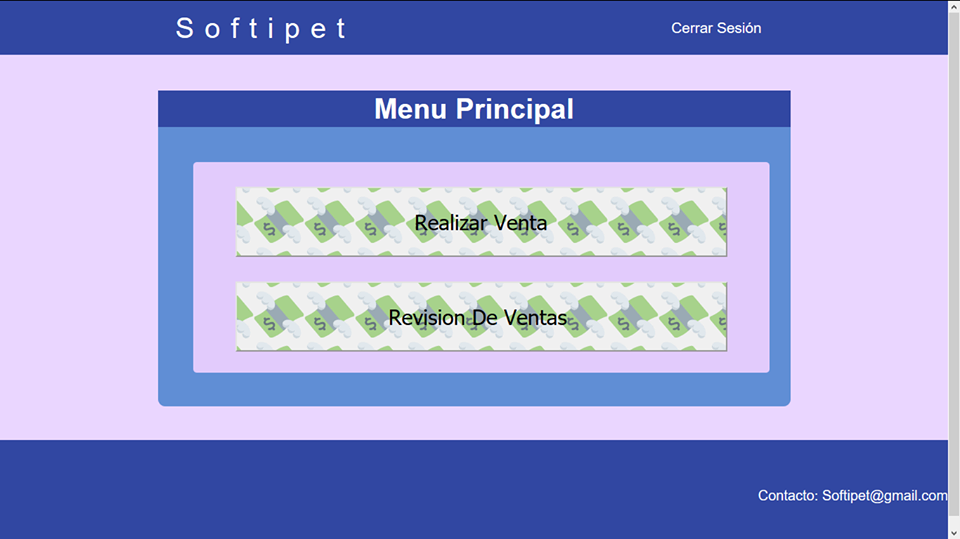 Softipet
Cerrar Sesión
Menu Principal
Realizar Venta
Revision De Ventas
Contacto: Softipet@gmail.com